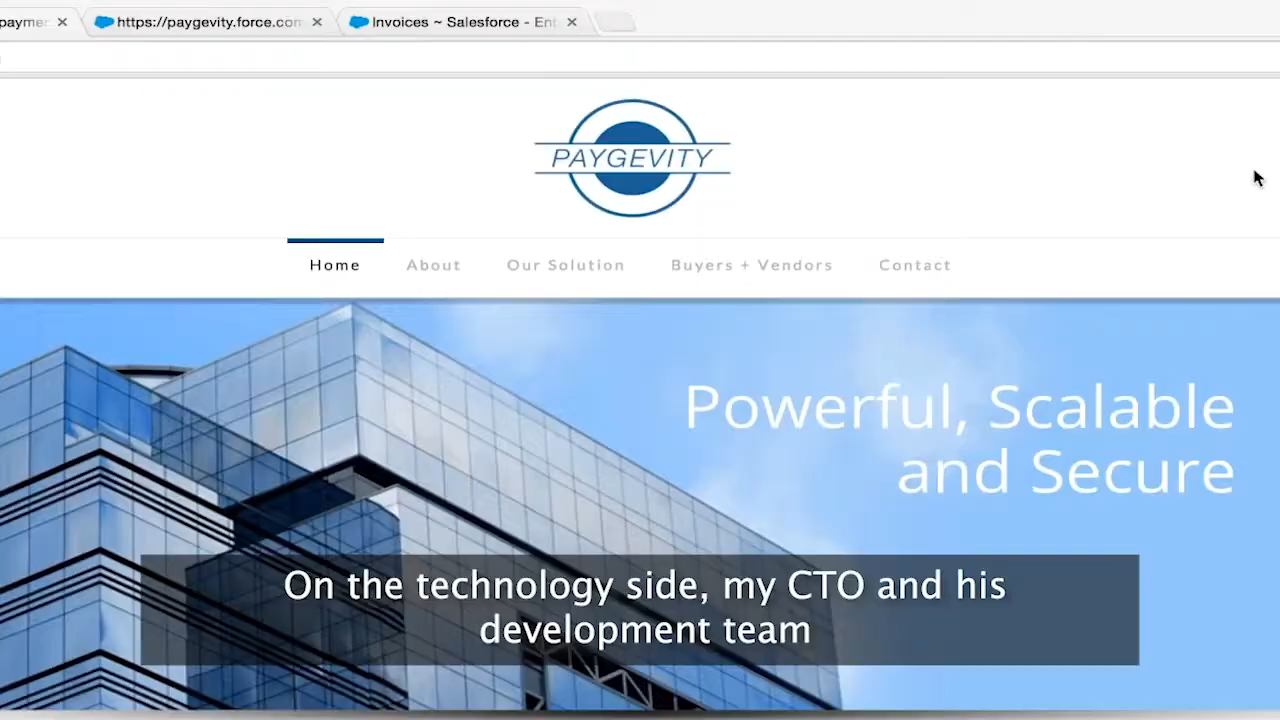 https://paygevity.force.com
Invoices ~ Salesforce - Ent
PAYGEVITY
Home About Our Solution Buyers + Vendors Contact
Powerful, Scalable
and Secure
On the technology side, my CTO and his
development team